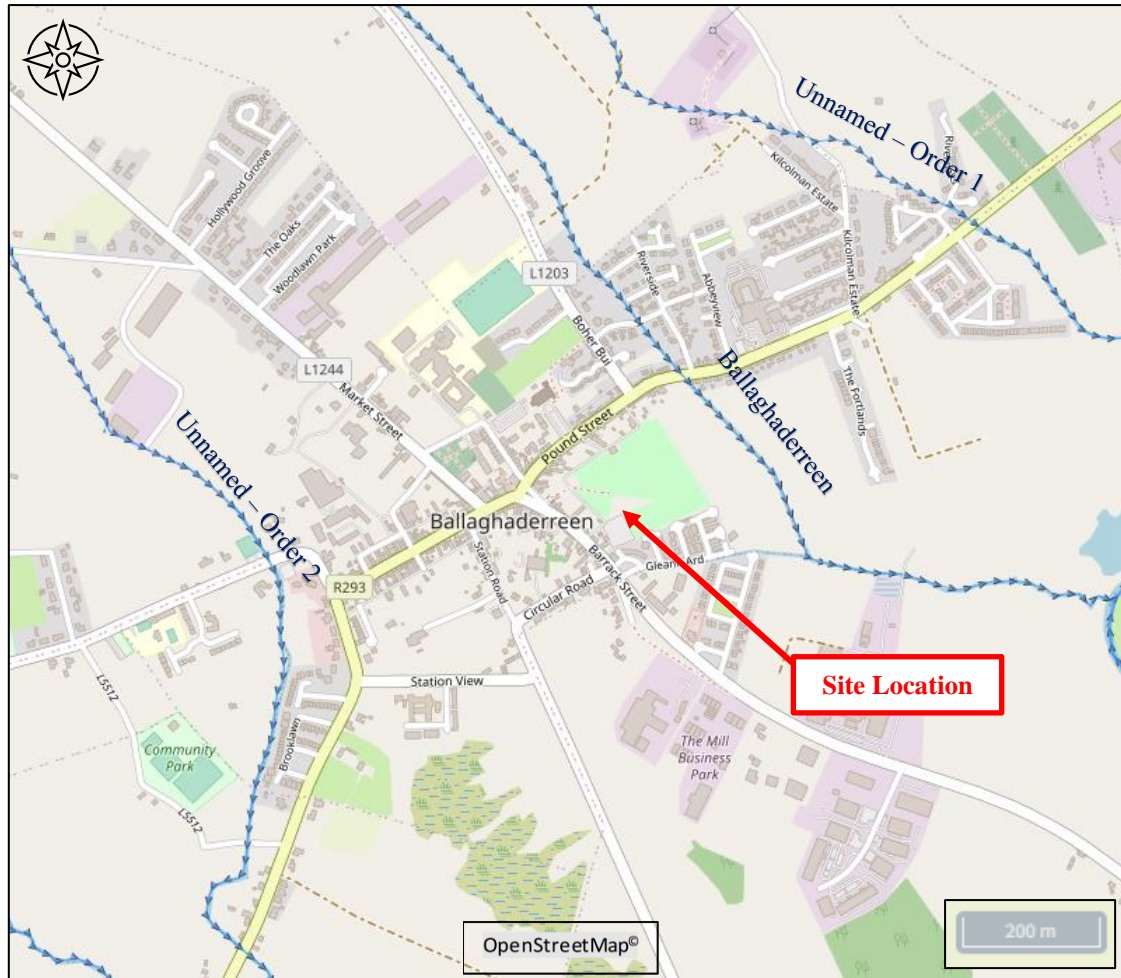 Unnamed – Order 1
Kilcolman Estate
Hollywood Groove
The Oaks
Woodlawn Park
L1203
Riverside
Abbeyview
Kilcolman Estate
Boher Bui
L1244
Market Street
Pound Street
Ballaghaderreen
The Fortlands
Unnamed – Order 2
Ballaghaderreen
Station Road
Barrack Street
Gleann Ard
Circular Road
R293
Station View
Site Location
L5512
Community
Park
Brooklawn
L5512
The Mill
Business
Park
OpenStreetMap©
200 m